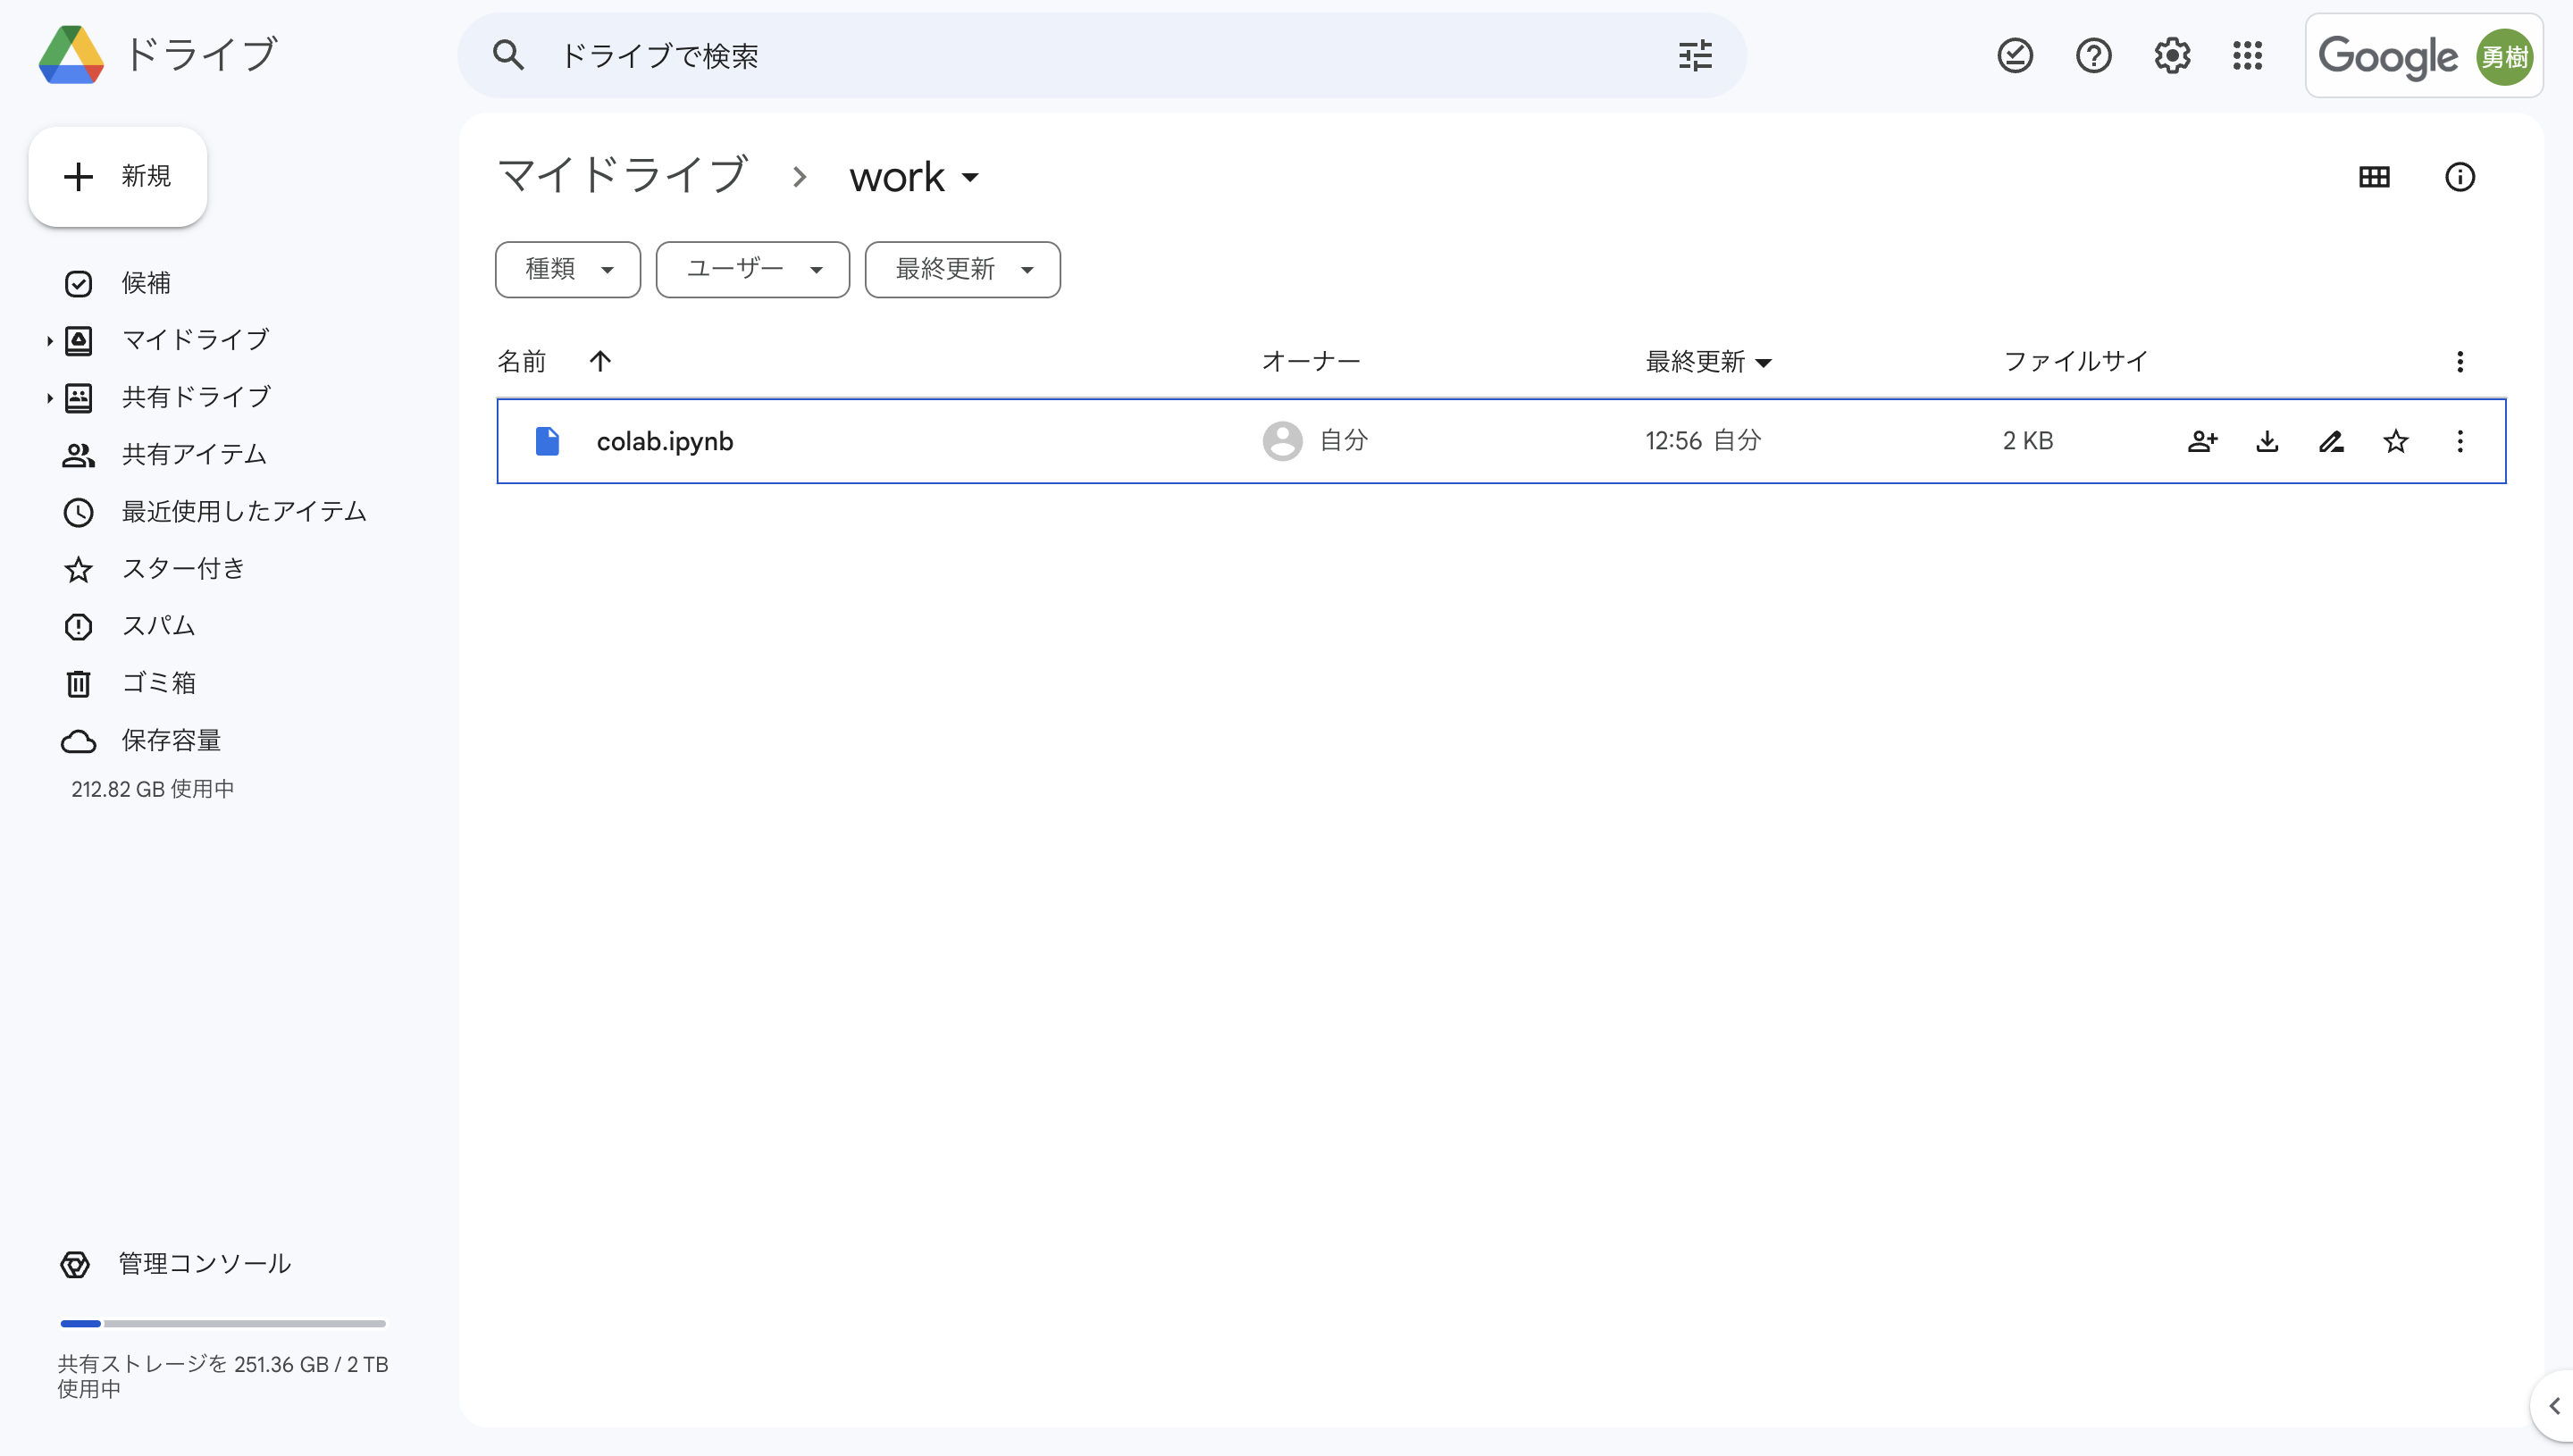 ドライブ
ドライブで検索
Google 勇樹
新規
候補
マイドライブ
共有ドライブ
共有アイテム
最近使用したアイテム
スター付き
スパム
ゴミ箱
保存容量
212.82 GB 使用中
管理コンソール
共有ストレージを 251.36 GB / 2 TB
使用中
マイドライブ work
種類 ユーザー 最終更新
名前 オーナー 最終更新 ファイルサイ
colab.ipynb 自分 12:56 自分 2 KB